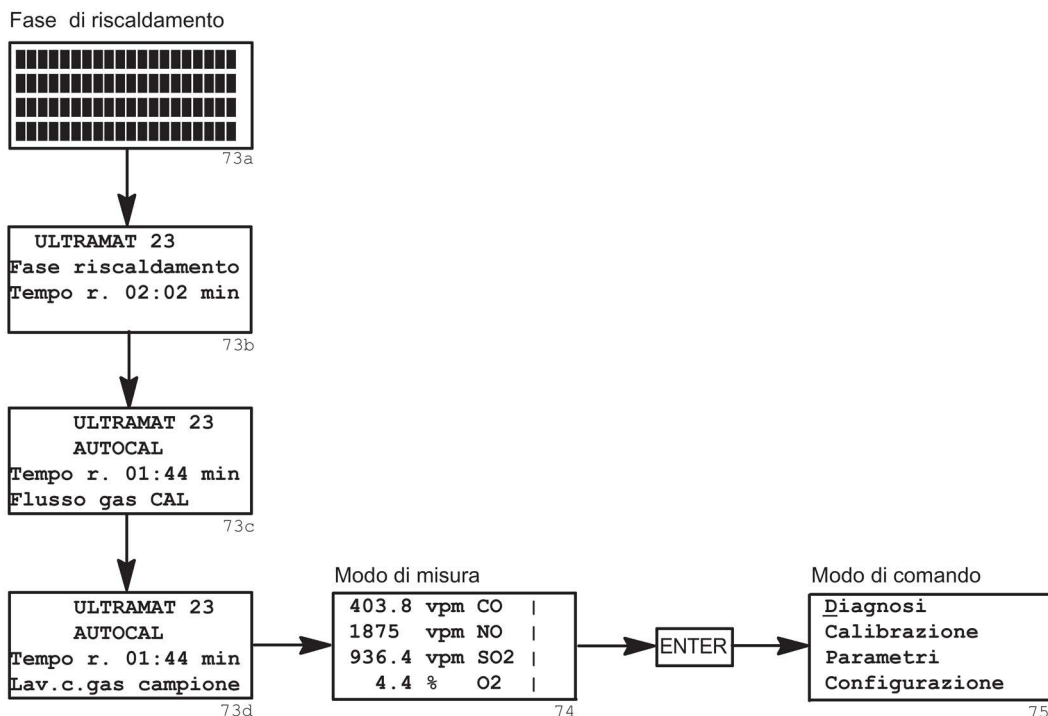 Fase di riscaldamento
73a
ULTRAMAT 23
Fase riscaldamento
Tempo r. 02:02 min
73b
ULTRAMAT 23
AUTOCAL
Tempo r. 01:44 min
Flusso gas CAL
73c
ULTRAMAT 23
AUTOCAL
Tempo r. 01:44 min
Lav.c.gas campione
73d
Modo di misura
403.8 vpm CO |
1875 vpm NO |
936.4 vpm SO2 |
4.4 % O2 |
74
ENTER
Modo di comando
Diagnosi
Calibrazione
Parametri
Configurazione
75